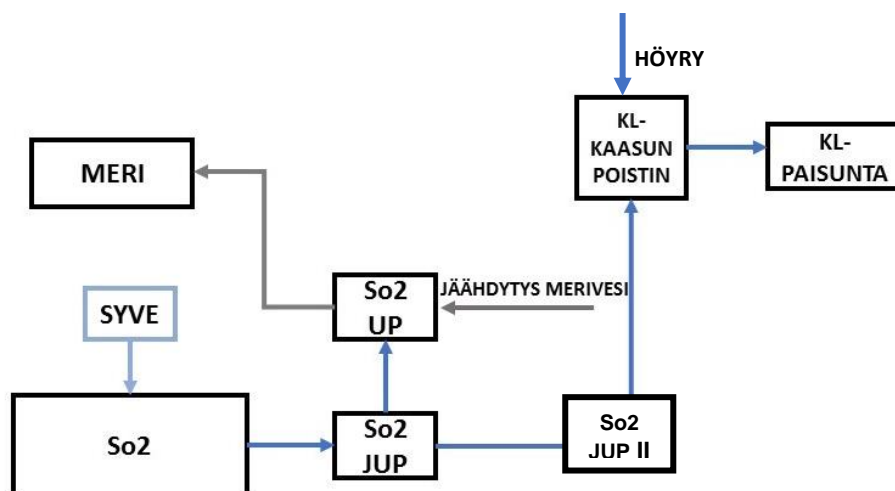 HÖYRY
KL-
KAASUN
POISTIN
KL-
PAISUNTA
MERI
So2
UP
JÄÄHDYTYS MERIVESI
SYVE
So2
So2
JUP
So2
JUP II